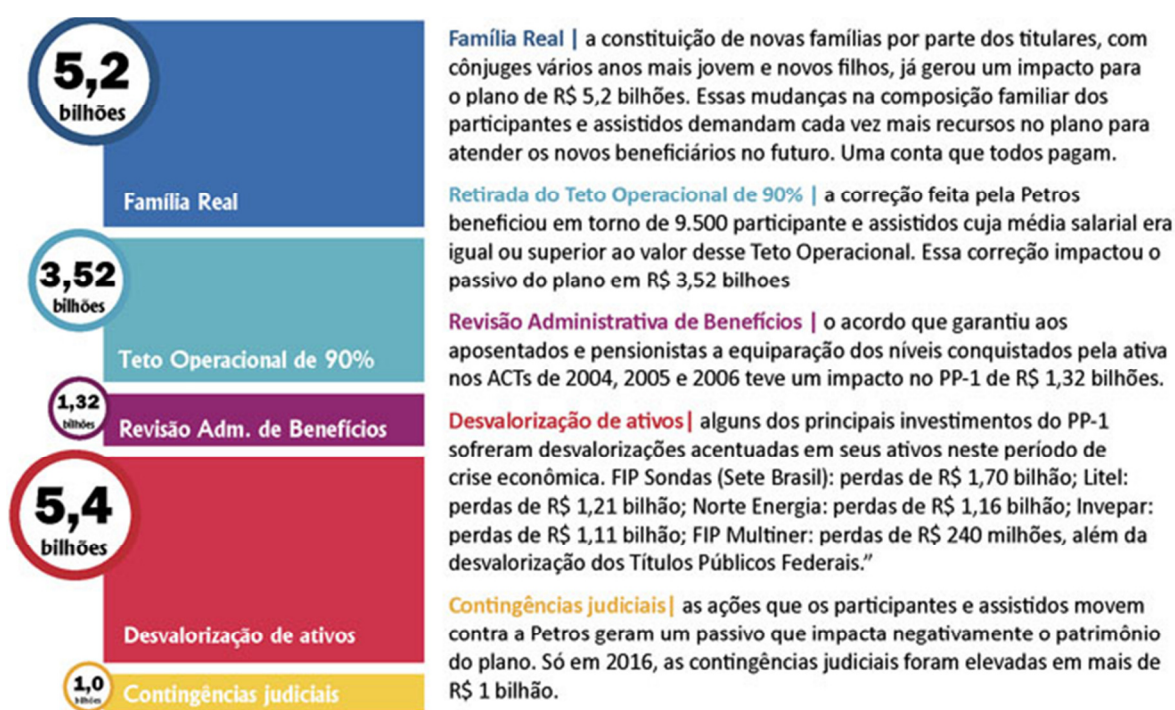 5,2
bilhões
Família Real
3,52
bilhões
Teto Operacional de 90%
1,32
bilhões
Revisão Adm. de Benefícios
5,4
bilhões
Desvalorização de ativos
1,0
bilhões
Contingências judiciais
Família Real | a constituição de novas famílias por parte dos titulares, com
cônjuges vários anos mais jovem e novos filhos, já gerou um impacto para
o plano de R$ 5,2 bilhões. Essas mudanças na composição familiar dos
participantes e assistidos demandam cada vez mais recursos no plano para
atender os novos beneficiários no futuro. Uma conta que todos pagam.
Retirada do Teto Operacional de 90% | a correção feita pela Petros
beneficiou em torno de 9.500 participante e assistidos cuja média salarial era
igual ou superior ao valor desse Teto Operacional. Essa correção impactou o
passivo do plano em R$ 3,52 bilhoes
Revisão Administrativa de Benefícios | o acordo que garantiu aos
aposentados e pensionistas a equiparação dos níveis conquistados pela ativa
nos ACTs de 2004, 2005 e 2006 teve um impacto no PP-1 de R$ 1,32 bilhões.
Desvalorização de ativos| alguns dos principais investimentos do PP-1
sofreram desvalorizações acentuadas em seus ativos neste período de
crise econômica. FIP Sondas (Sete Brasil): perdas de R$ 1,70 bilhão; Litel:
perdas de R$ 1,21 bilhão; Norte Energia: perdas de R$ 1,16 bilhão; Invepar:
perdas de R$ 1,11 bilhão; FIP Multiner: perdas de R$ 240 milhões, além da
desvalorização dos Títulos Públicos Federais.”
Contingências judiciais| as ações que os participantes e assistidos movem
contra a Petros geram um passivo que impacta negativamente o patrimônio
do plano. Só em 2016, as contingências judiciais foram elevadas em mais de
R$ 1 bilhão.